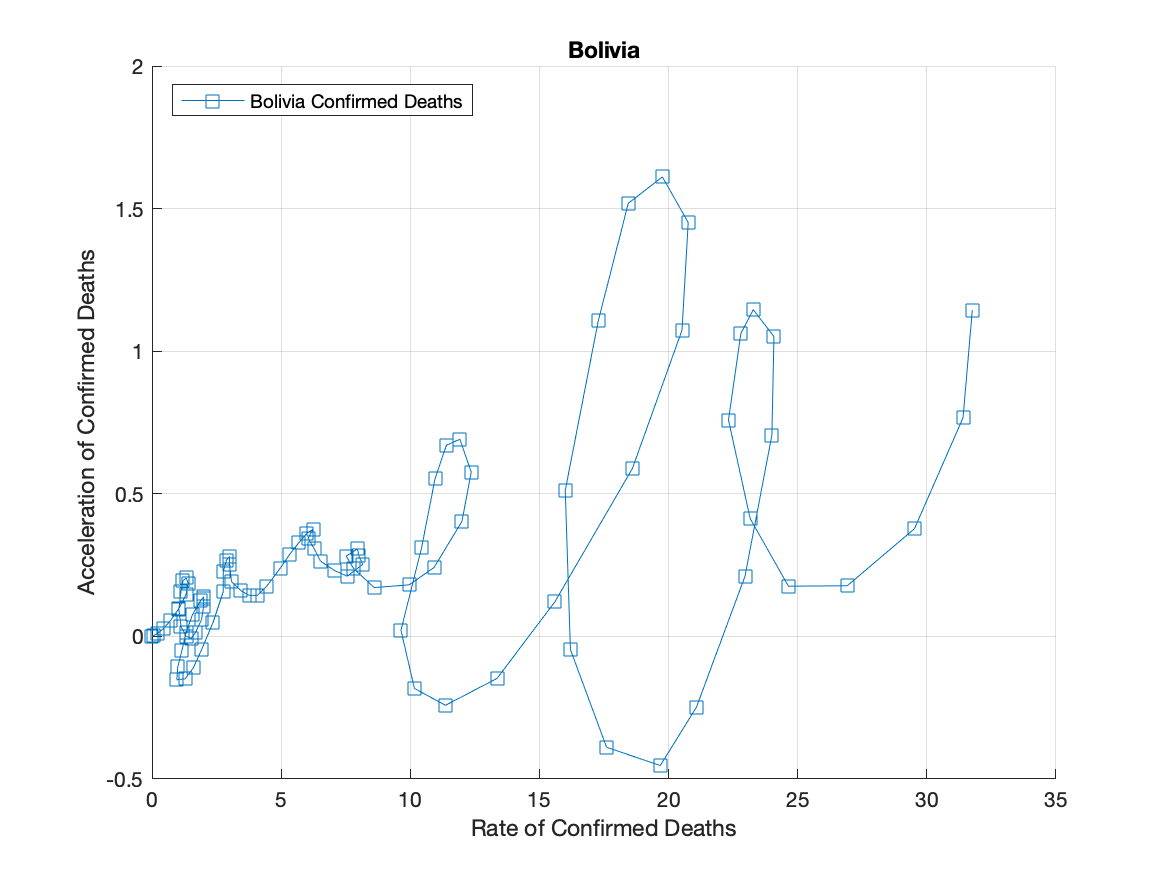 Bolivia
Bolivia Confirmed Deaths
Acceleration of Confirmed Deaths
2
1.5
1
0.5
0
-0.5
0 5 10 15 20 25 30 35
Rate of Confirmed Deaths